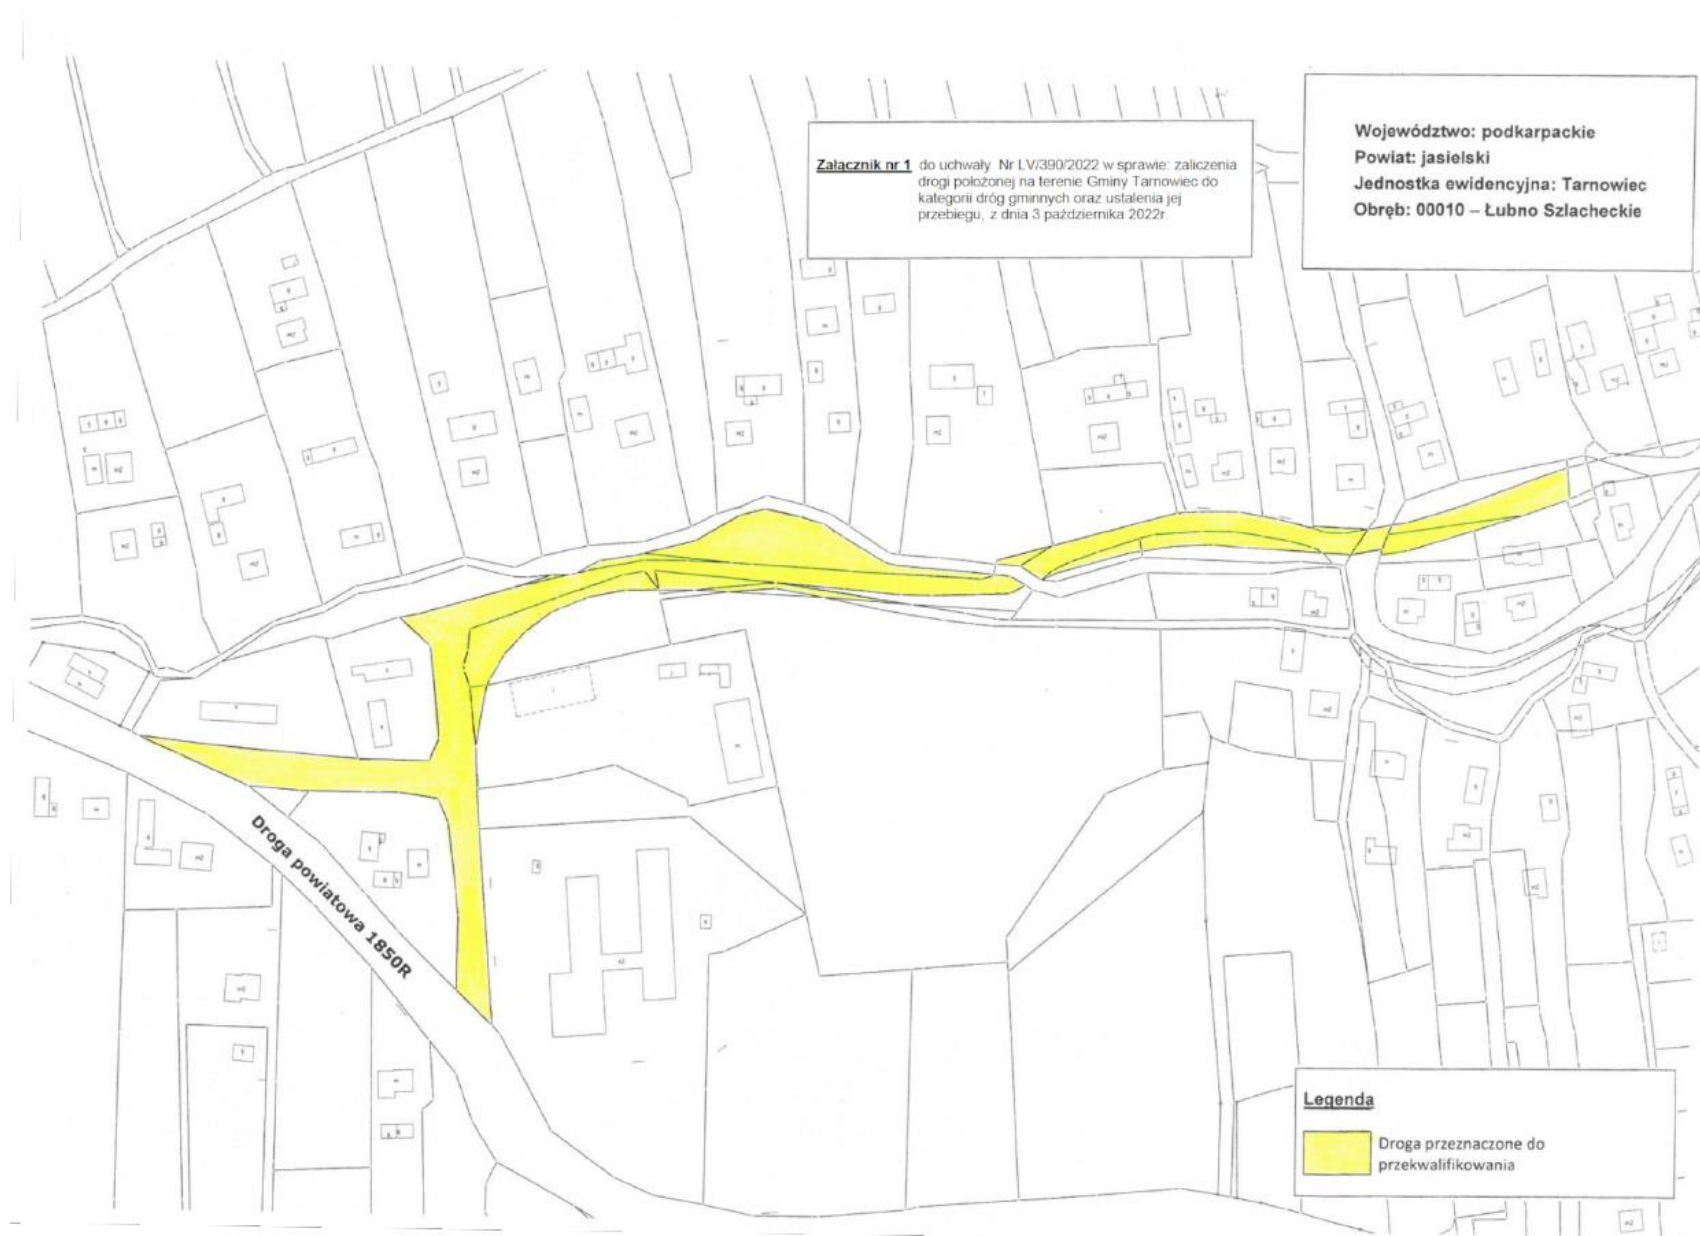 Załącznik nr 1 do uchwały Nr LV/390/2022 w sprawie: zaliczenia
drogi położonej na terenie Gminy Tarnowiec do
kategorii dróg gminnych oraz ustalenia jej
przebiegu, z dnia 3 października 2022r.
Województwo: podkarpackie
Powiat: jasielski
Jednostka ewidencyjna: Tarnowiec
Obręb: 00010 – Łubno Szlacheckie
Droga powiatowa 1850R
Legenda
Droga przeznaczone do
przekwalifikowania